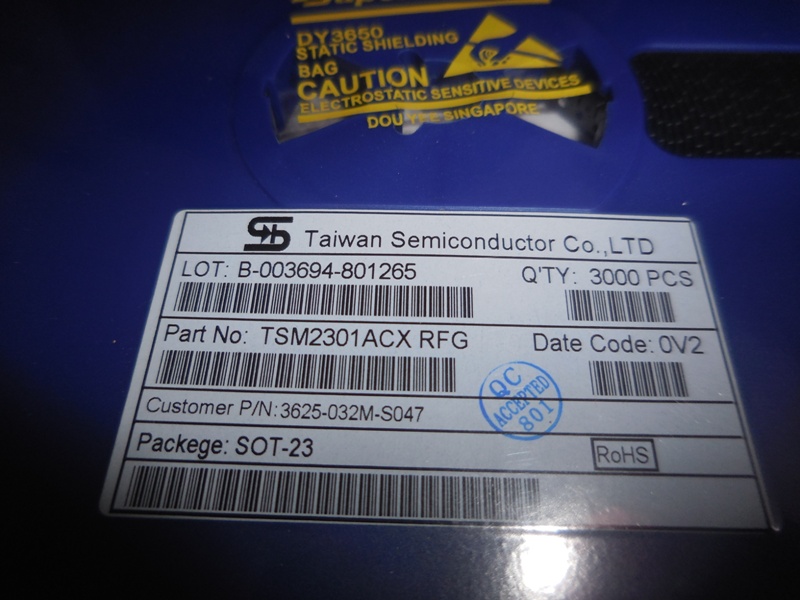 DY3650
STATIC SHIELDING
BAG
CAUTION
ELECTROSTATIC SENSITIVE DEVICES
SINGAPORE
Taiwan Semiconductor Co.,LTD
LOT: B-003694-801265
Q'TY: 3000 PCS
Part No: TSM2301ACX RFG
Date Code: 0V2
Customer P/N: 3625-032M-S047
QC
ACCEPTED
801
Packege: SOT-23
RoHS